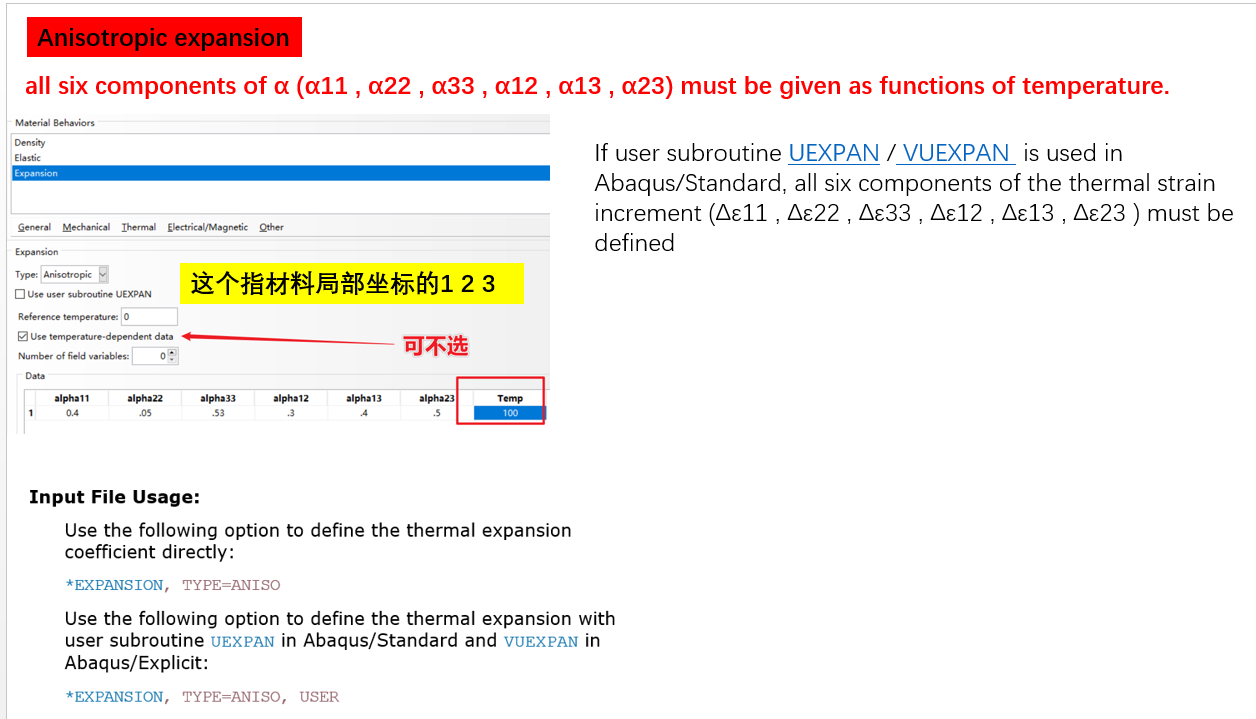 Anisotropic expansion
all six components of α (α11 , α22 , α33 , α12 , α13 , α23) must be given as functions of temperature.
Material Behaviors
Density
Elastic
Expansion
General Mechanical Thermal Electrical/Magnetic Other
Expansion
Type: Anisotropic
这个指材料局部坐标的1 2 3
Use user subroutine UEXPAN
Reference temperature: 0
Use temperature-dependent data
可不选
Number of field variables: 0
Data
alpha11 alpha22 alpha33 alpha12 alpha13 alpha23 Temp
1 0.4 .05 .53 .3 .4 .5 100
If user subroutine UEXPAN / VUEXPAN is used in
Abaqus/Standard, all six components of the thermal strain
increment (Δε11 , Δε22 , Δε33 , Δε12 , Δε13 , Δε23 ) must be
defined
Input File Usage:
Use the following option to define the thermal expansion
coefficient directly:
*EXPANSION, TYPE=ANISO
Use the following option to define the thermal expansion with
user subroutine UEXPAN in Abaqus/Standard and VUEXPAN in
Abaqus/Explicit:
*EXPANSION, TYPE=ANISO, USER